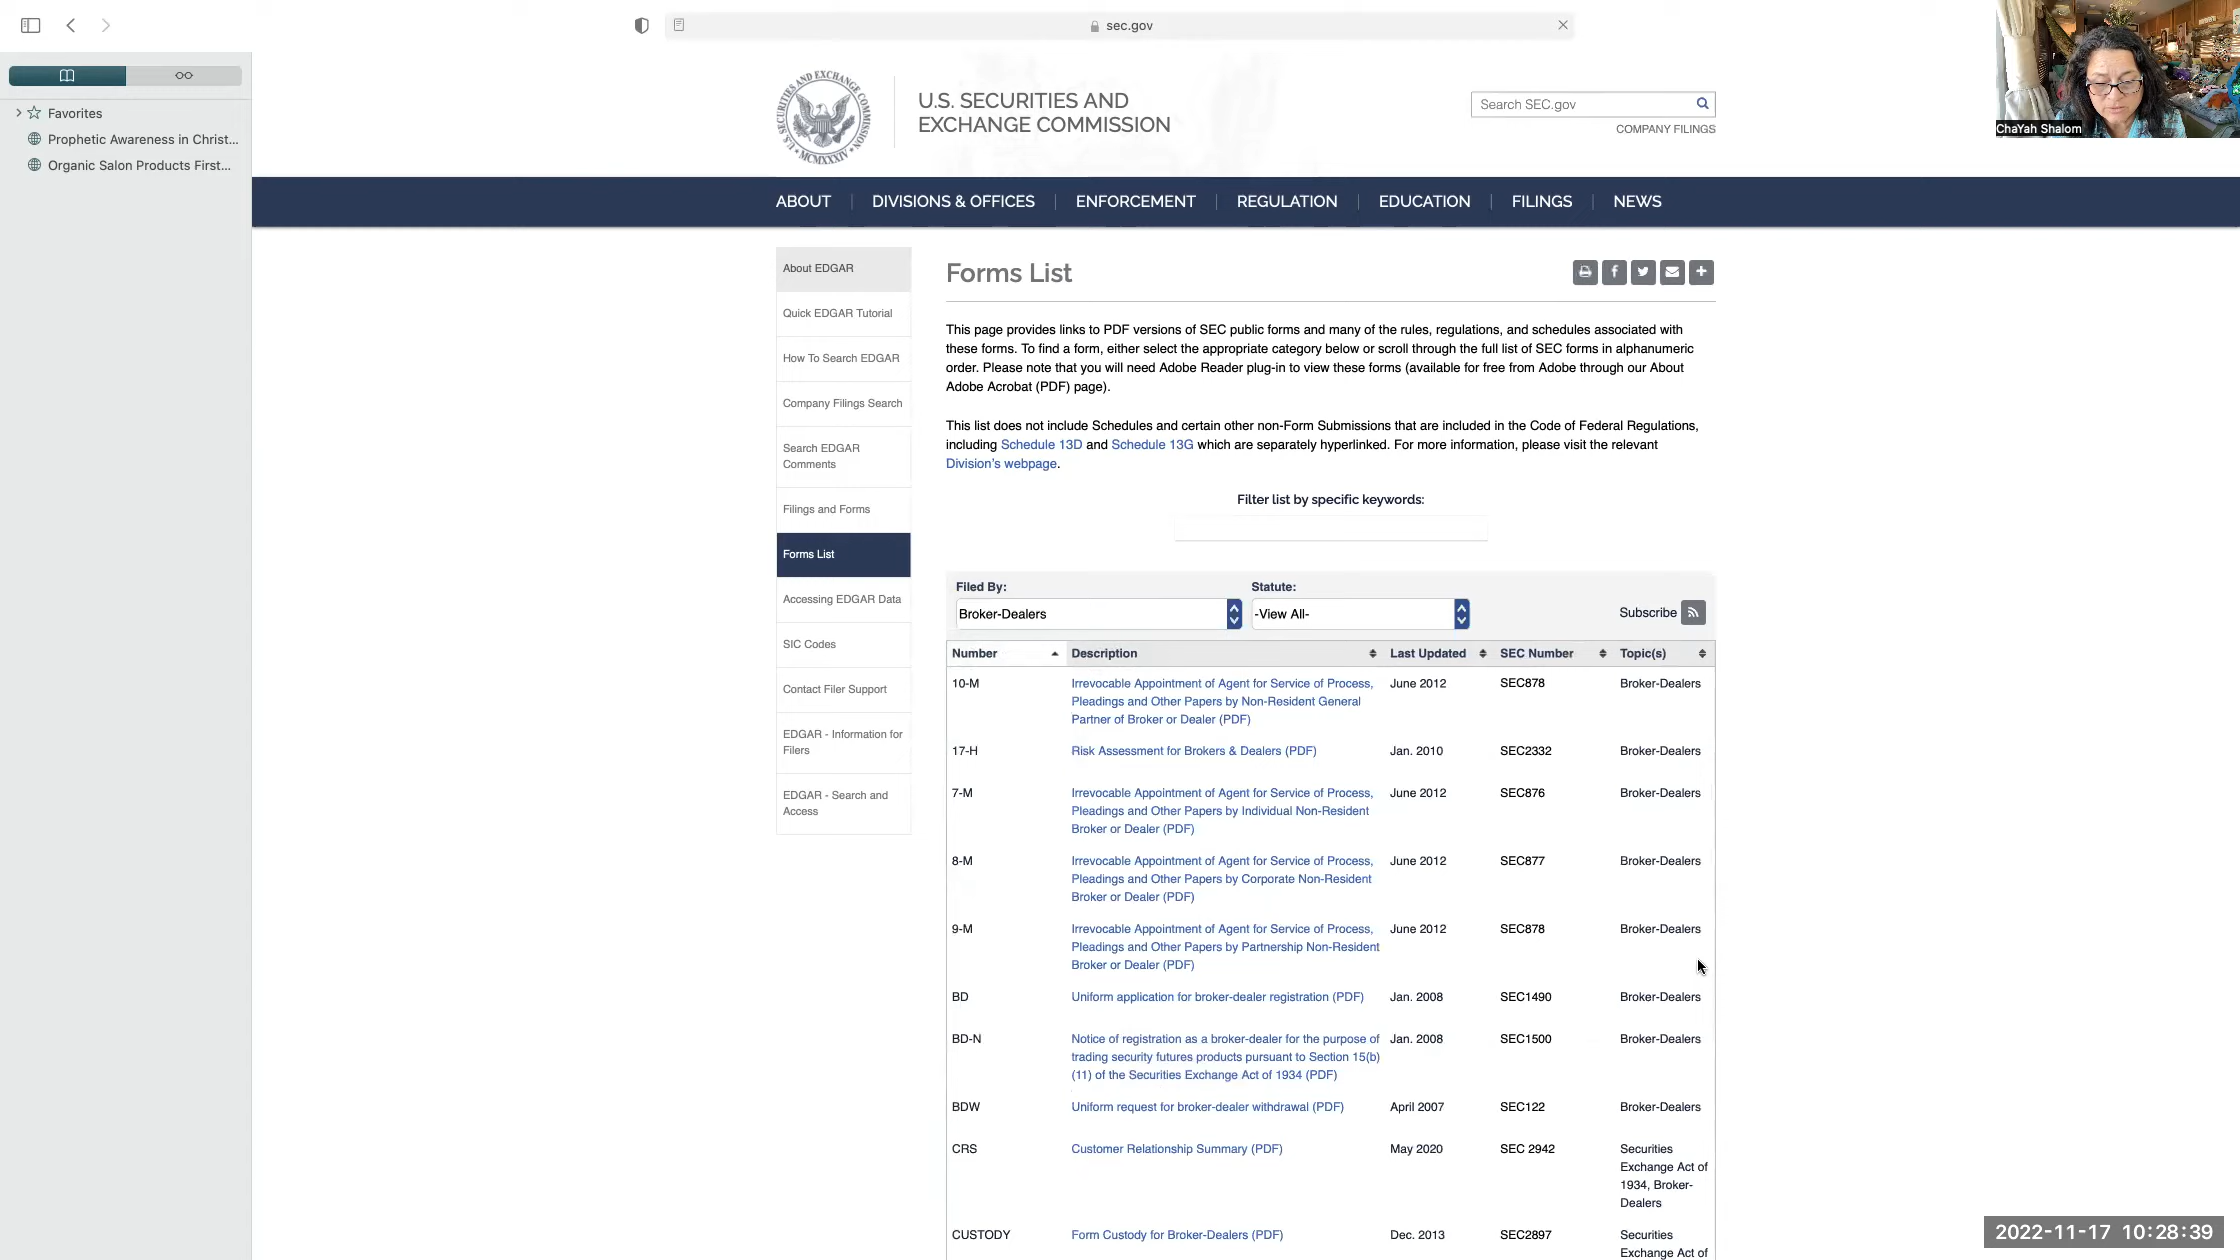 sec.gov
Favorites
Prophetic Awareness in Christ...
Organic Salon Products First...
SECURITIES AND EXCHANGE COMMISSION
MCMXXXIV
U.S. SECURITIES AND
EXCHANGE COMMISSION
Search SEC.gov
COMPANY FILINGS
ChaYah Shalom
ABOUT
DIVISIONS & OFFICES
ENFORCEMENT
REGULATION
EDUCATION
FILINGS
NEWS
About EDGAR
Quick EDGAR Tutorial
How To Search EDGAR
Company Filings Search
Search EDGAR
Comments
Filings and Forms
Forms List
Accessing EDGAR Data
SIC Codes
Contact Filer Support
EDGAR - Information for
Filers
EDGAR - Search and
Access
Forms List
This page provides links to PDF versions of SEC public forms and many of the rules, regulations, and schedules associated with
these forms. To find a form, either select the appropriate category below or scroll through the full list of SEC forms in alphanumeric
order. Please note that you will need Adobe Reader plug-in to view these forms (available for free from Adobe through our About
Adobe Acrobat (PDF) page).
This list does not include Schedules and certain other non-Form Submissions that are included in the Code of Federal Regulations,
including Schedule 13D and Schedule 13G which are separately hyperlinked. For more information, please visit the relevant
Division's webpage.
Filter list by specific keywords:
Filed By:
Statute:
Broker-Dealers
-View All-
Subscribe
Number Description Last Updated SEC Number Topic(s)
10-M Irrevocable Appointment of Agent for Service of Process, June 2012 SEC878 Broker-Dealers
Pleadings and Other Papers by Non-Resident General
Partner of Broker or Dealer (PDF)
17-H Risk Assessment for Brokers & Dealers (PDF) Jan. 2010 SEC2332 Broker-Dealers
7-M Irrevocable Appointment of Agent for Service of Process, June 2012 SEC876 Broker-Dealers
Pleadings and Other Papers by Individual Non-Resident
Broker or Dealer (PDF)
8-M Irrevocable Appointment of Agent for Service of Process, June 2012 SEC877 Broker-Dealers
Pleadings and Other Papers by Corporate Non-Resident
Broker or Dealer (PDF)
9-M Irrevocable Appointment of Agent for Service of Process, June 2012 SEC878 Broker-Dealers
Pleadings and Other Papers by Partnership Non-Resident
Broker or Dealer (PDF)
BD Uniform application for broker-dealer registration (PDF) Jan. 2008 SEC1490 Broker-Dealers
BD-N Notice of registration as a broker-dealer for the purpose of Jan. 2008 SEC1500 Broker-Dealers
trading security futures products pursuant to Section 15(b)
(11) of the Securities Exchange Act of 1934 (PDF)
BDW Uniform request for broker-dealer withdrawal (PDF) April 2007 SEC122 Broker-Dealers
CRS Customer Relationship Summary (PDF) May 2020 SEC 2942 Securities
Exchange Act of
1934, Broker-
Dealers
CUSTODY Form Custody for Broker-Dealers (PDF) Dec. 2013 SEC2897 Securities
Exchange Act of
2022-11-17 10:28:39